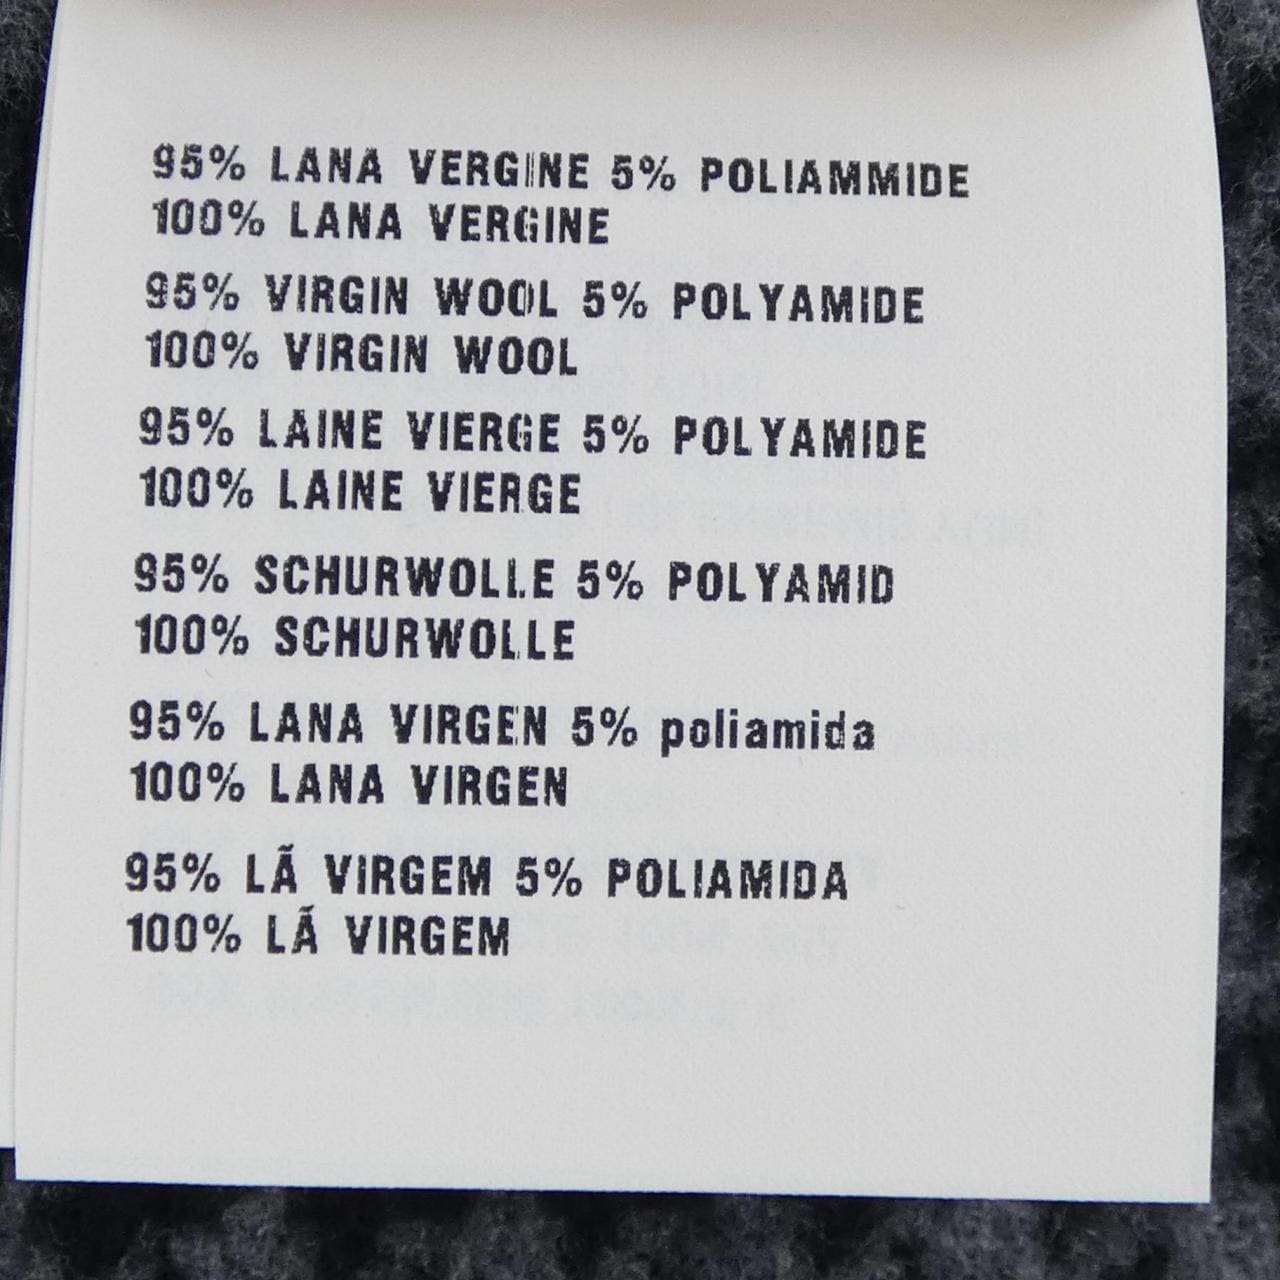 95% LANA VERGINE 5% POLIAMMIDE
100% LANA VERGINE
95% VIRGIN WOOL 5% POLYAMIDE
100% VIRGIN WOOL
95% LAINE VIERGE 5% POLYAMIDE
100% LAINE VIERGE
95% SCHURWOLLE 5% POLYAMID
100% SCHURWOLLE
95% LANA VIRGEN 5% poliamida
100% LANA VIRGEN
95% LÃ VIRGEM 5% POLIAMIDA
100% LÃ VIRGEM